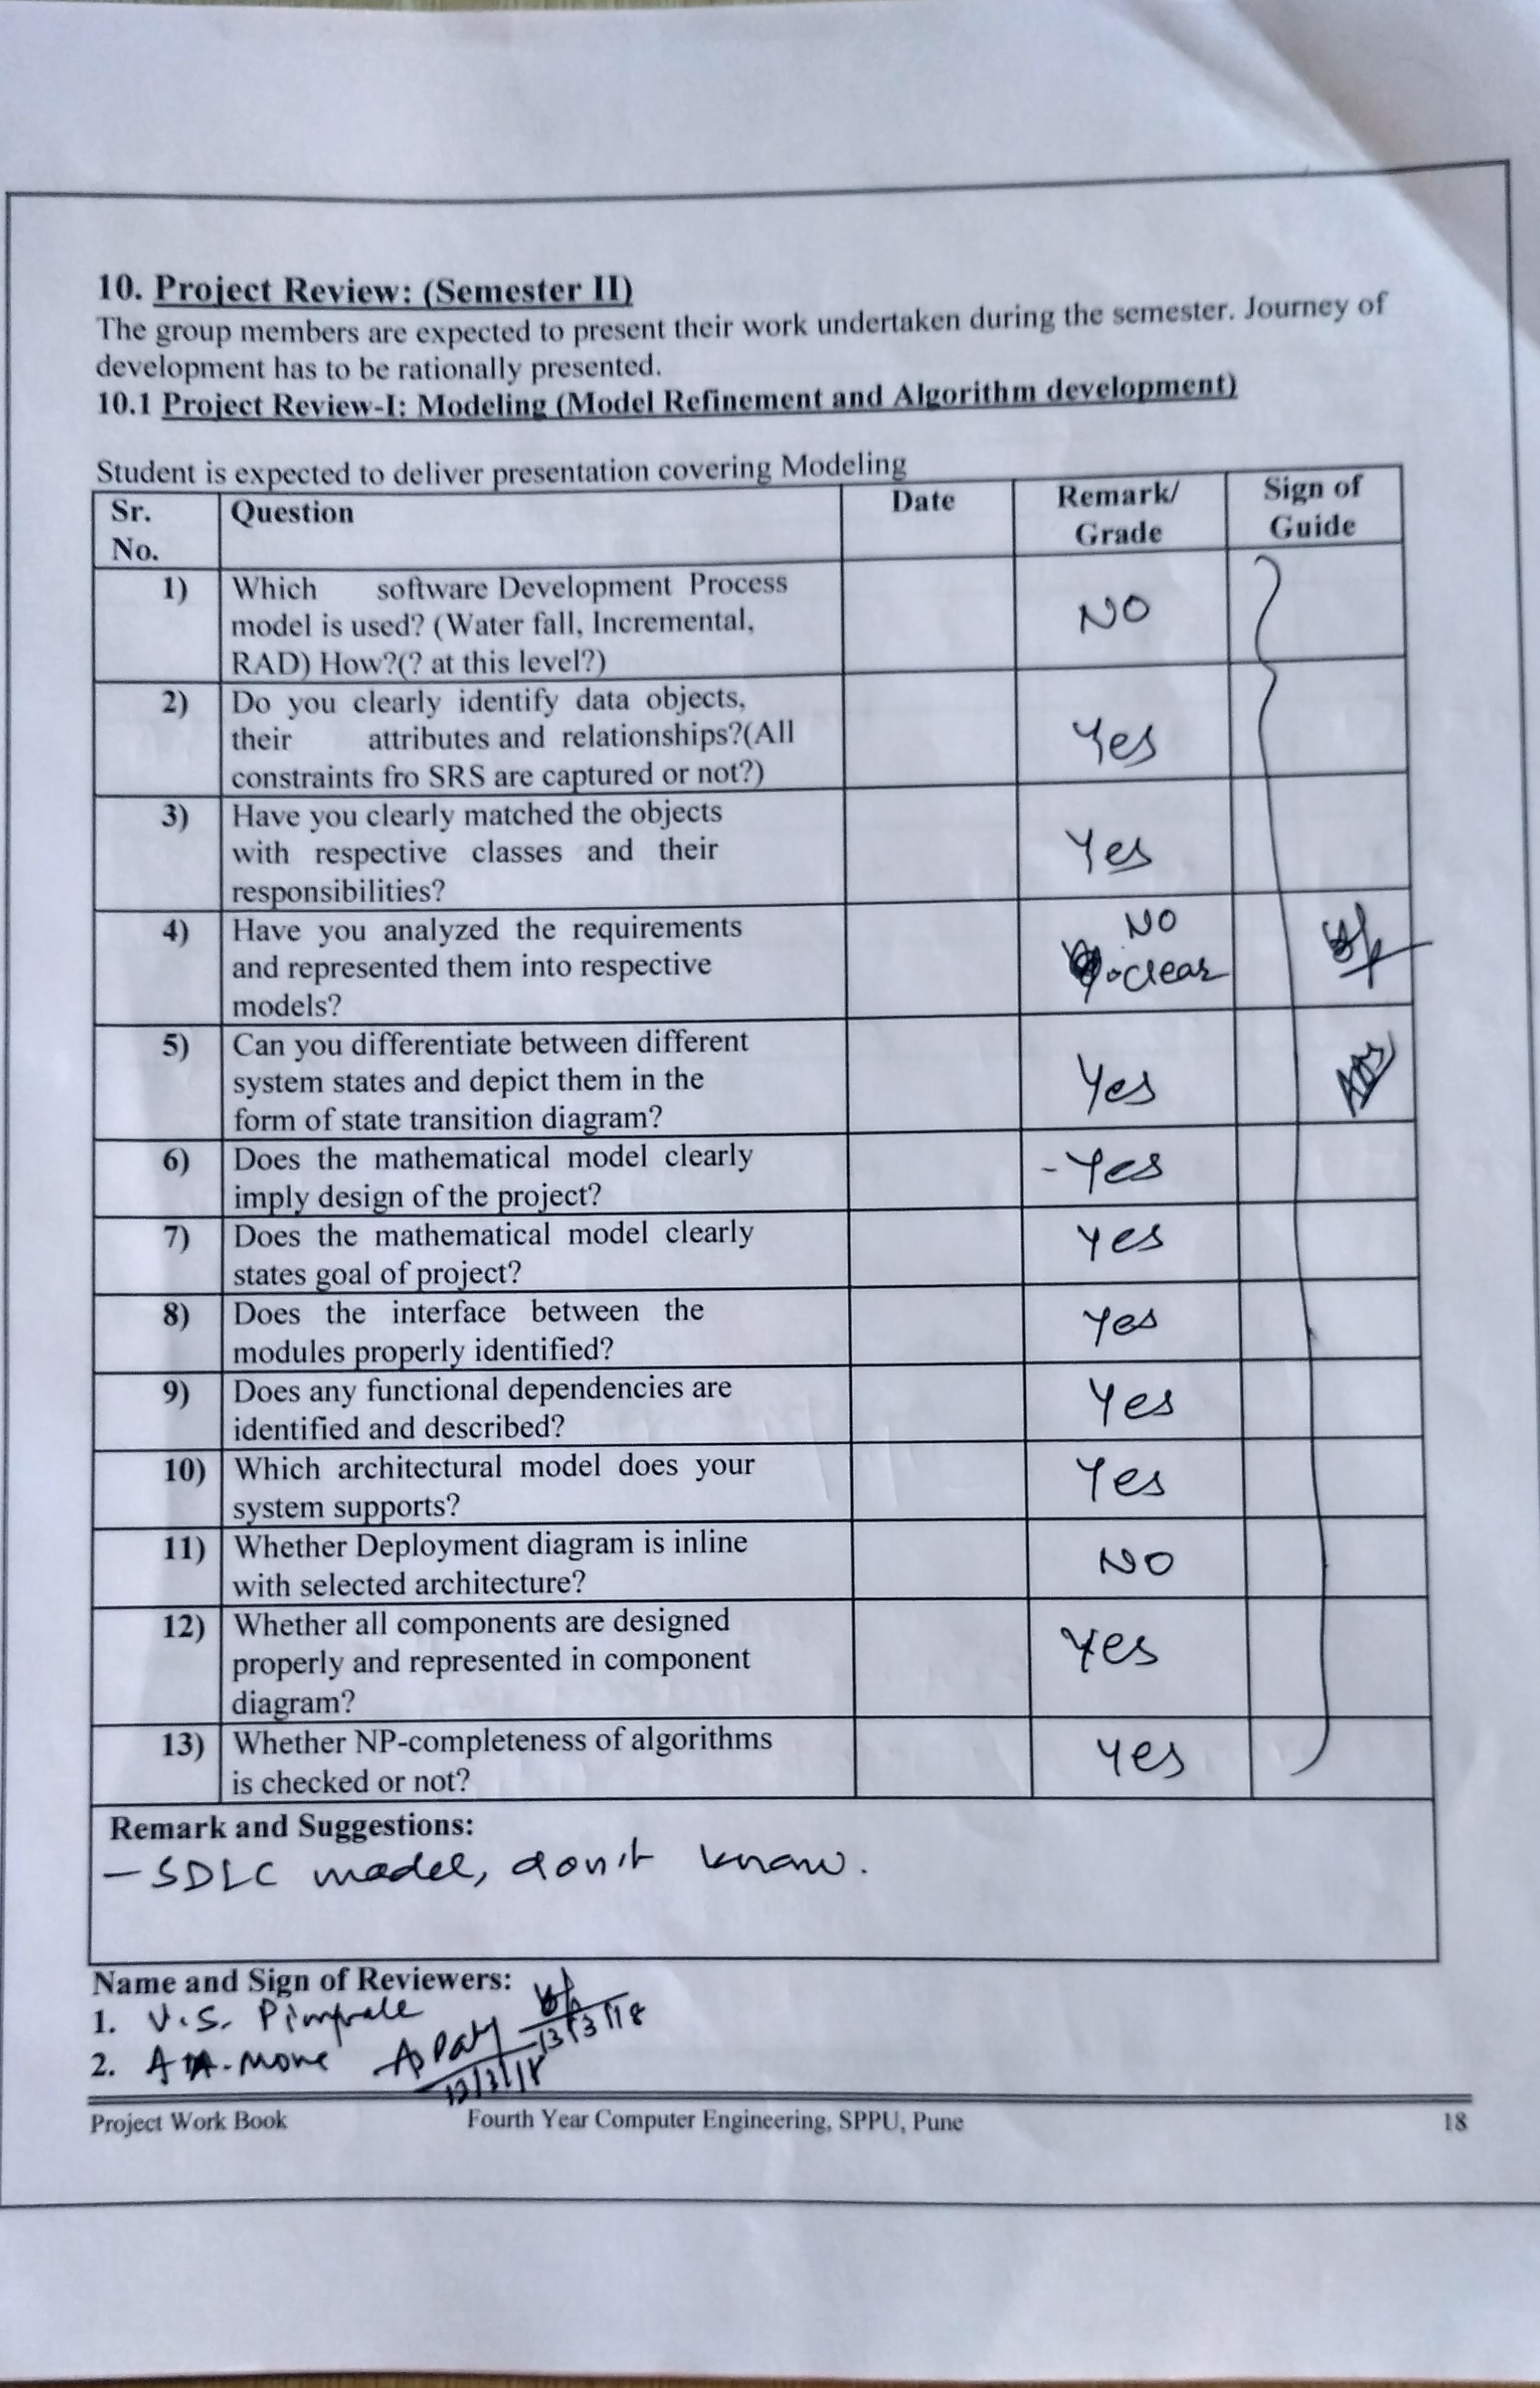 10. Project Review: (Semester II)
The group members are expected to present their work undertaken during the semester. Journey of
development has to be rationally presented.
10.1 Project Review-I: Modeling (Model Refinement and Algorithm development)
Student is expected to deliver presentation covering Modeling
Sr. No. Question Date Remark/ Grade Sign of Guide
1) Which software Development Process NO
model is used? (Water fall, Incremental,
RAD) How?(? at this level?)
2) Do you clearly identify data objects,
their attributes and relationships?(All Yes
constraints fro SRS are captured or not?)
3) Have you clearly matched the objects
with respective classes and their Yes
responsibilities?
4) Have you analyzed the requirements NO
and represented them into respective clear
models?
5) Can you differentiate between different
system states and depict them in the Yes
form of state transition diagram?
6) Does the mathematical model clearly - Yes
imply design of the project?
7) Does the mathematical model clearly Yes
states goal of project?
8) Does the interface between the Yes
modules properly identified?
9) Does any functional dependencies are Yes
identified and described?
10) Which architectural model does your Yes
system supports?
11) Whether Deployment diagram is inline NO
with selected architecture?
12) Whether all components are designed
properly and represented in component Yes
diagram?
13) Whether NP-completeness of algorithms Yes
is checked or not?
Remark and Suggestions:
- SDLC model, don't know.
Name and Sign of Reviewers:
1. V.S. 13/3/18
2. More
Project Work Book Fourth Year Computer Engineering, SPPU, Pune 18